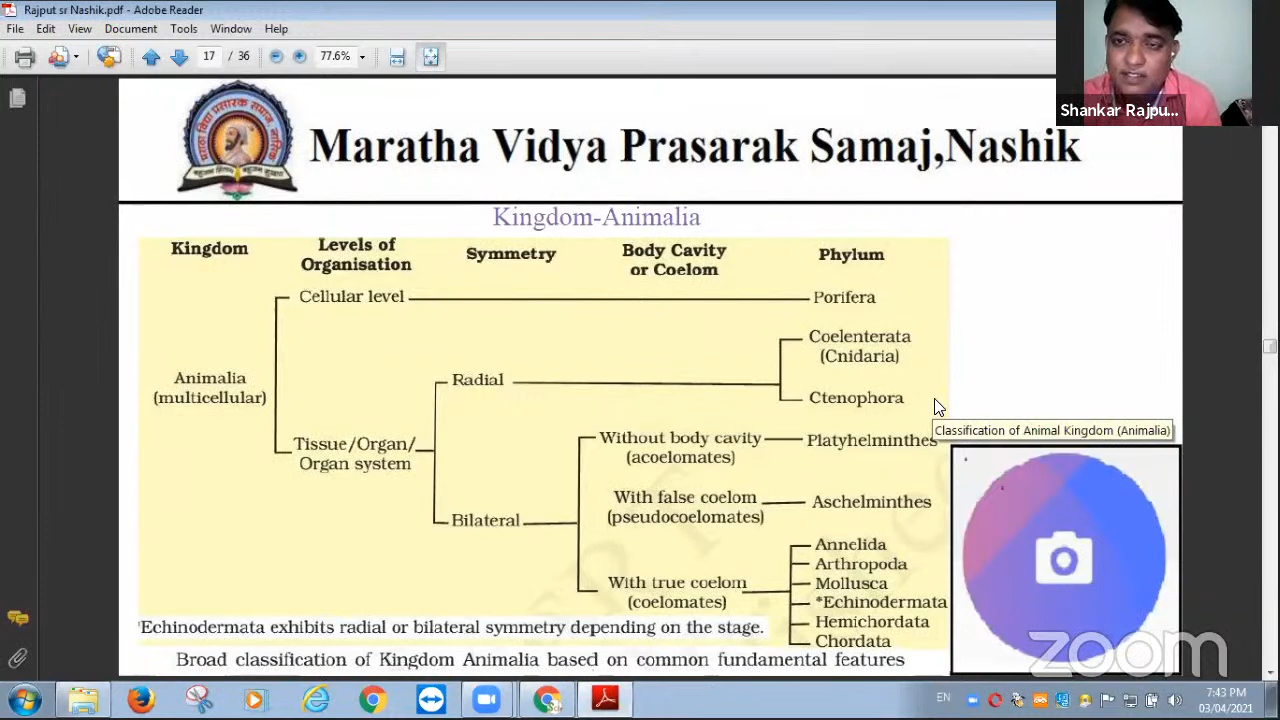 Rajput sr Nashik.pdf - Adobe Reader
File Edit View Document Tools Window Help
17 / 36 77.6%
Shankar Rajpu...
Maratha Vidya Prasarak Samaj,Nashik
Kingdom-Animalia
Kingdom Levels of Organisation Symmetry Body Cavity or Coelom Phylum
Cellular level Porifera
Coelenterata
(Cnidaria)
Animalia
(multicellular)
Radial
Ctenophora
Classification of Animal Kingdom (Animalia)
Tissue/Organ/
Organ system
Without body cavity Platyhelminthes
(acoelomates)
With false coelom Aschelminthes
(pseudocoelomates)
Bilateral
Annelida
Arthropoda
With true coelom Mollusca
(coelomates) *Echinodermata
Hemichordata
Chordata
*Echinodermata exhibits radial or bilateral symmetry depending on the stage.
Broad classification of Kingdom Animalia based on common fundamental features
zoom
EN
7:43 PM
03/04/2021